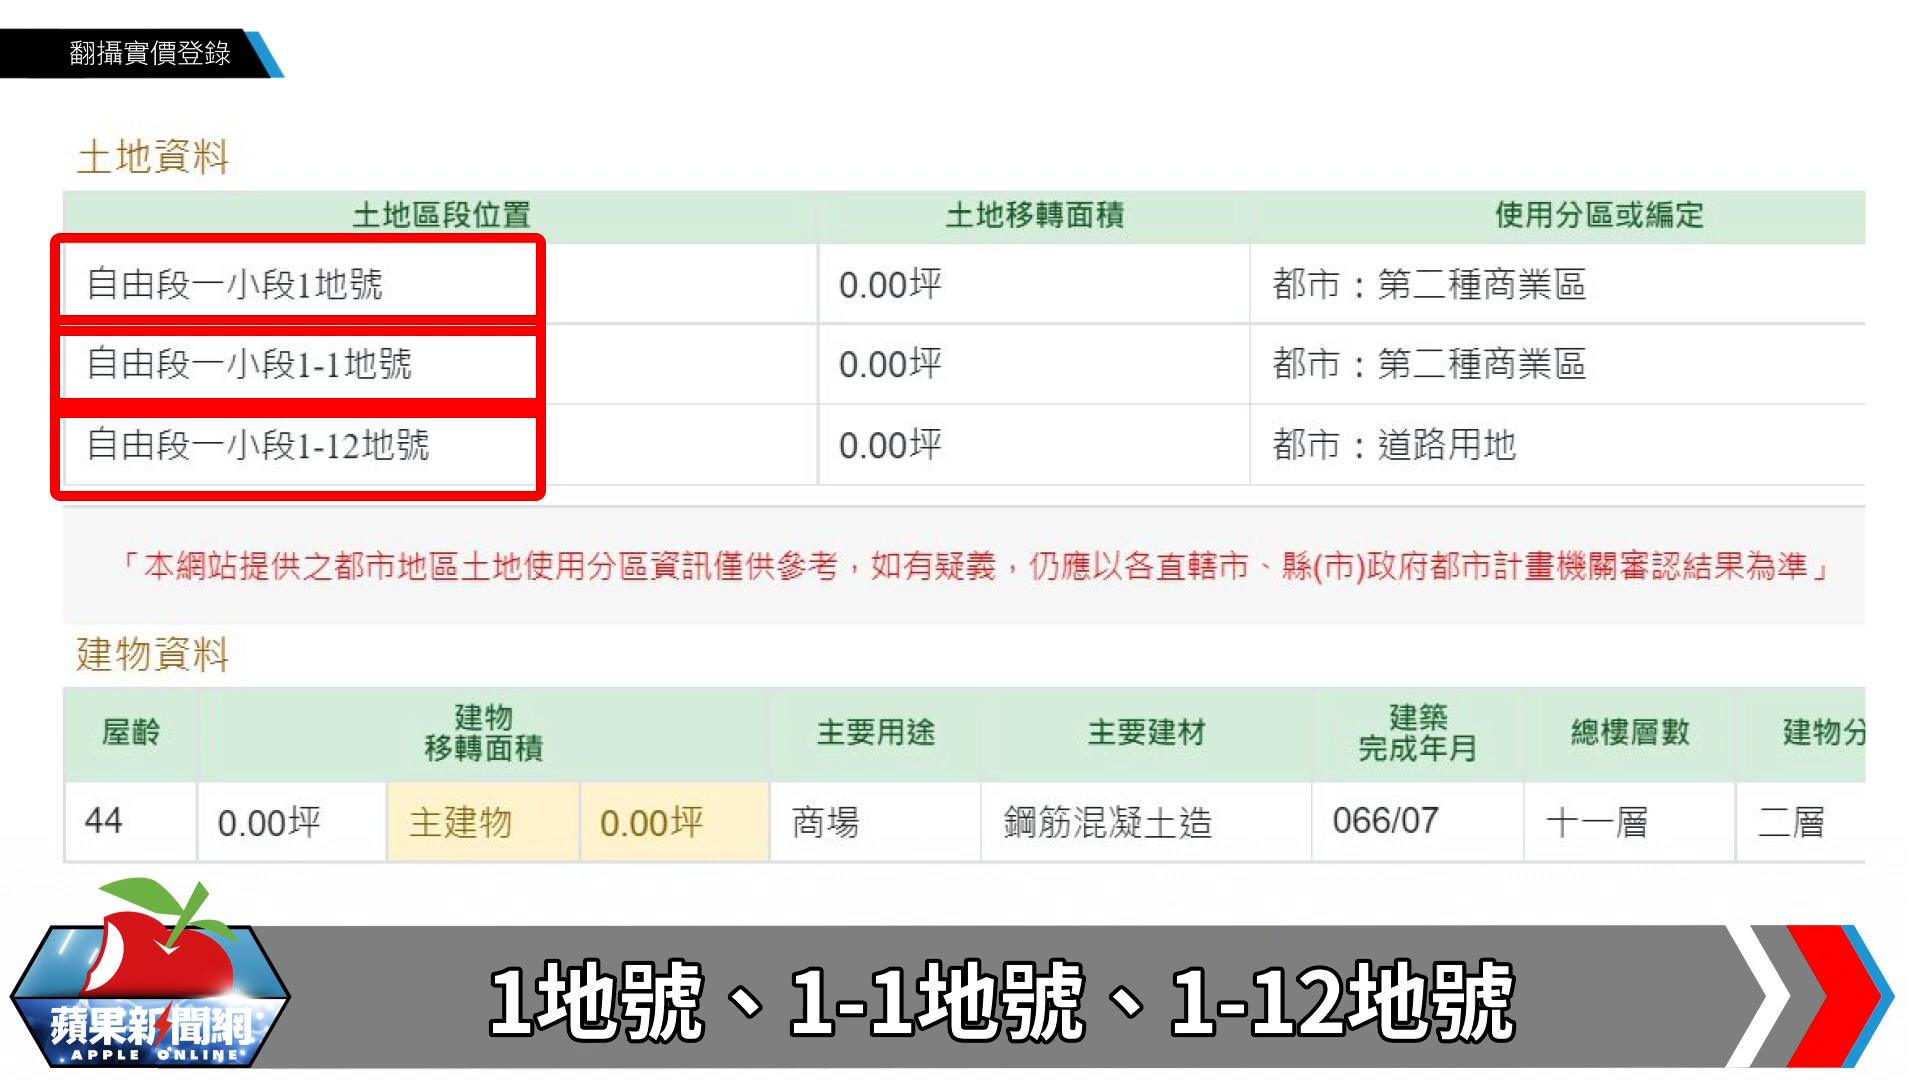 翻攝實價登錄
土地資料
土地區段位置 土地移轉面積 使用分區或編定
自由段一小段1地號 0.00坪 都市：第二種商業區
自由段一小段1-1地號 0.00坪 都市：第二種商業區
自由段一小段1-12地號 0.00坪 都市：道路用地
「本網站提供之都市地區土地使用分區資訊僅供參考，如有疑義，仍應以各直轄市、縣(市)政府都市計畫機關審認結果為準」
建物資料
屋齡 建物移轉面積 主要用途 主要建材 建築完成年月 總樓層數 建物分
44 0.00坪 主建物 0.00坪 商場 鋼筋混凝土造 066/07 十一層 二層
1地號、1-1地號、1-12地號
蘋果新聞網
APPLE ONLINE